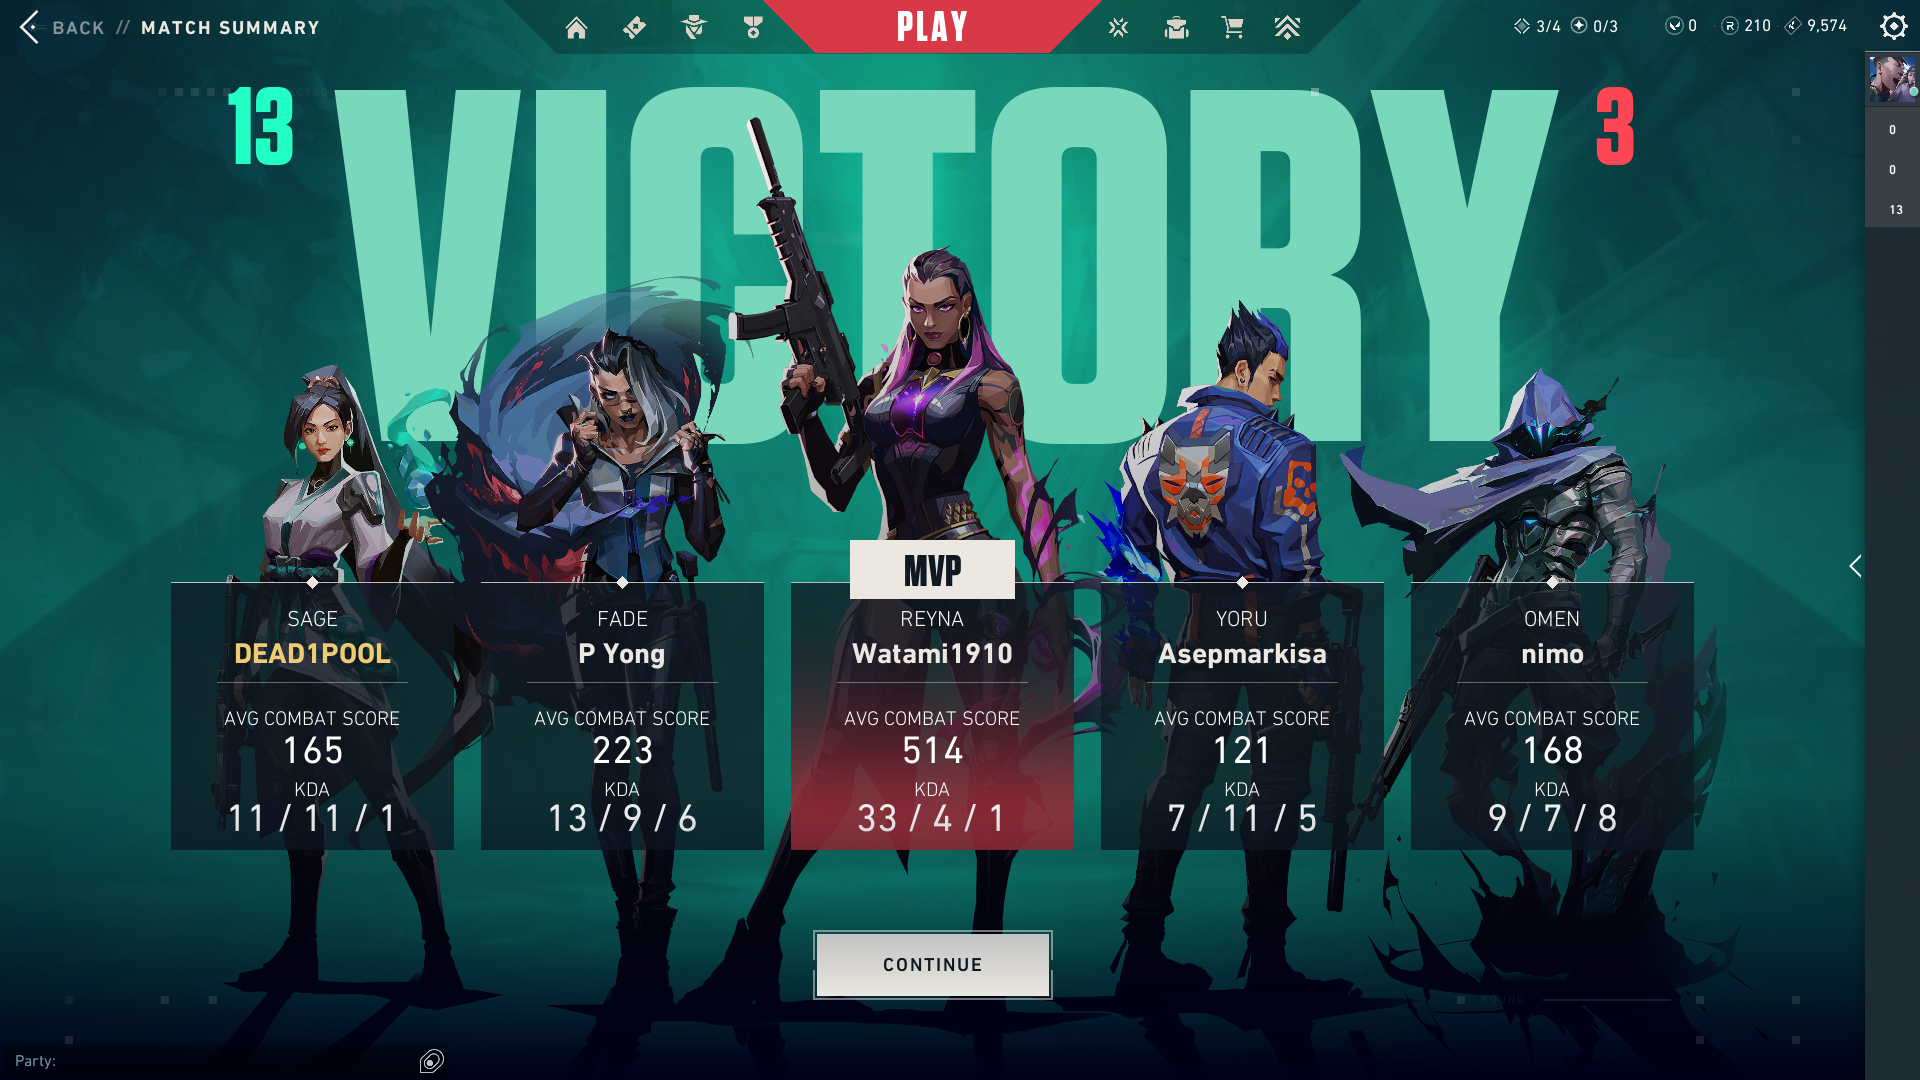 BACK // MATCH SUMMARY
PLAY
3/4 0/3 0 210 9,574
13 VICTORY 3
0
0
13
MVP
SAGE
DEAD1POOL
AVG COMBAT SCORE
165
KDA
11 / 11 / 1
FADE
P Yong
AVG COMBAT SCORE
223
KDA
13 / 9 / 6
REYNA
Watami1910
AVG COMBAT SCORE
514
KDA
33 / 4 / 1
YORU
Asepmarkisa
AVG COMBAT SCORE
121
KDA
7 / 11 / 5
OMEN
nimo
AVG COMBAT SCORE
168
KDA
9 / 7 / 8
CONTINUE
ROUND
Party: